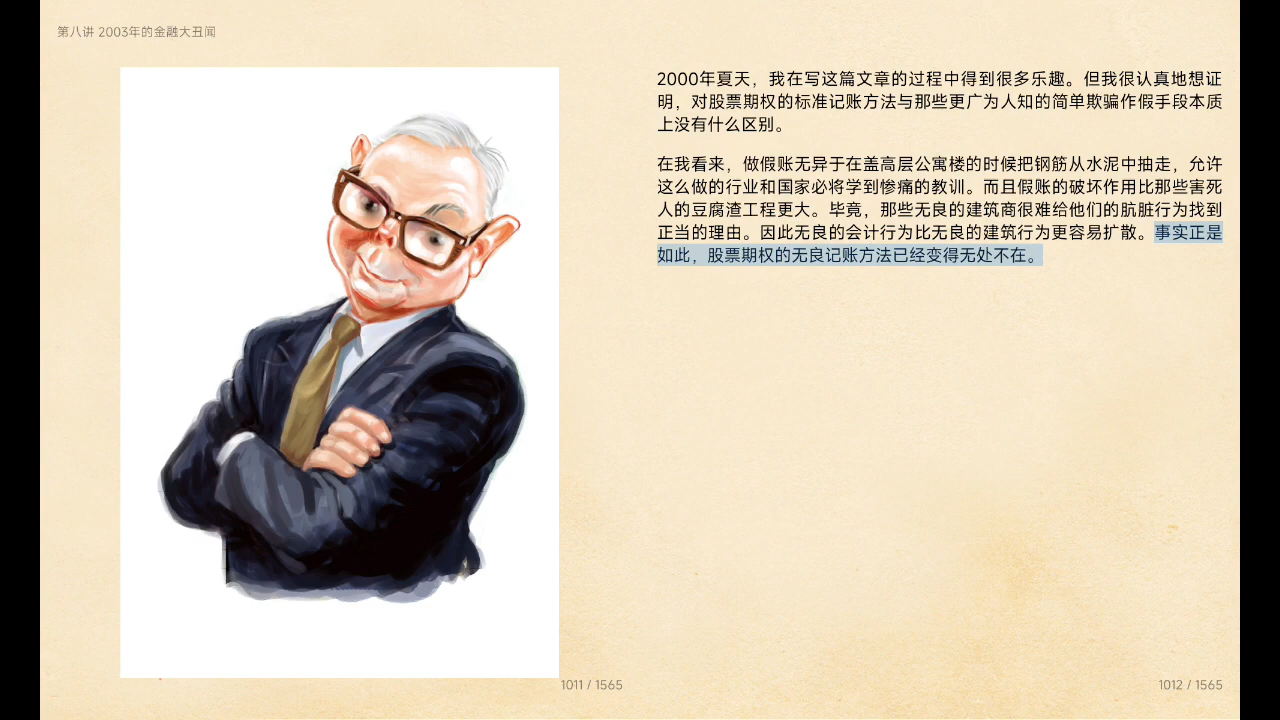 第八讲 2003年的金融大丑闻
2000年夏天，我在写这篇文章的过程中得到很多乐趣。但我很认真地想证
明，对股票期权的标准记账方法与那些更广为人知的简单欺骗作假手段本质
上没有什么区别。
在我看来，做假账无异于在盖高层公寓楼的时候把钢筋从水泥中抽走，允许
这么做的行业和国家必将学到惨痛的教训。而且假账的破坏作用比那些害死
人的豆腐渣工程更大。毕竟，那些无良的建筑商很难给他们的肮脏行为找到
正当的理由。因此无良的会计行为比无良的建筑行为更容易扩散。事实正是
如此，股票期权的无良记账方法已经变得无处不在。
1011 / 1565
1012 / 1565